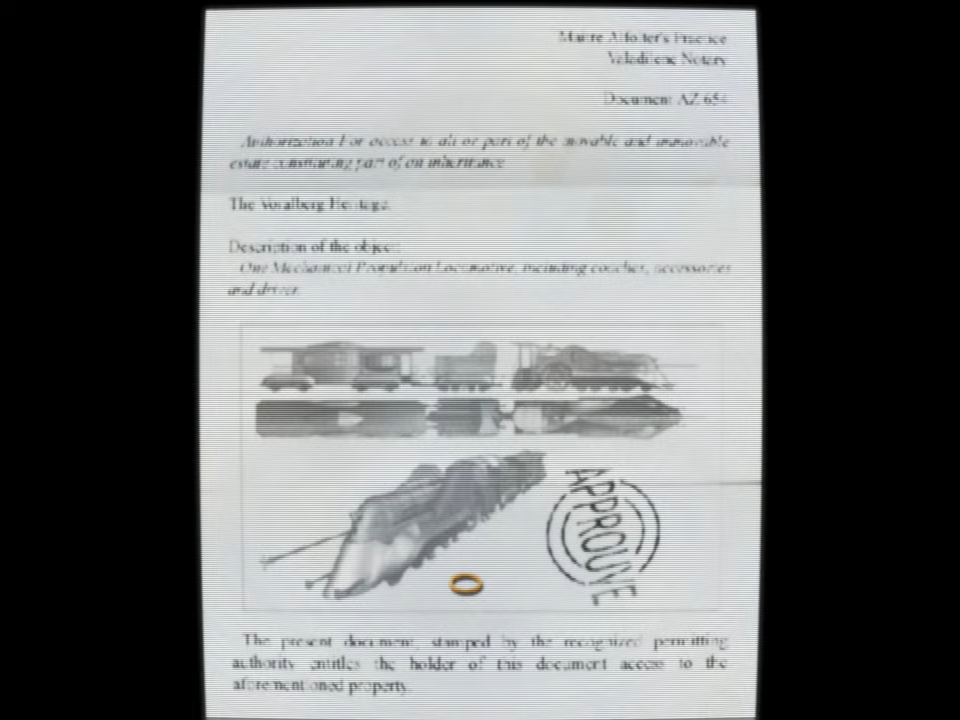 Maitre Alfolter's Practice
Valadilene Notary
Document AZ 654
Authorization For access to all or part of the movable and immovable
estate constituting part of an inheritance
The Voralberg Heritage.
Description of the object:
One Mechanical Propulsion Locomotive, including coaches, accessories
and driver.
APPROUVE
The present document, stamped by the recognized permitting
authority entitles the holder of this document access to the
aforementioned property.